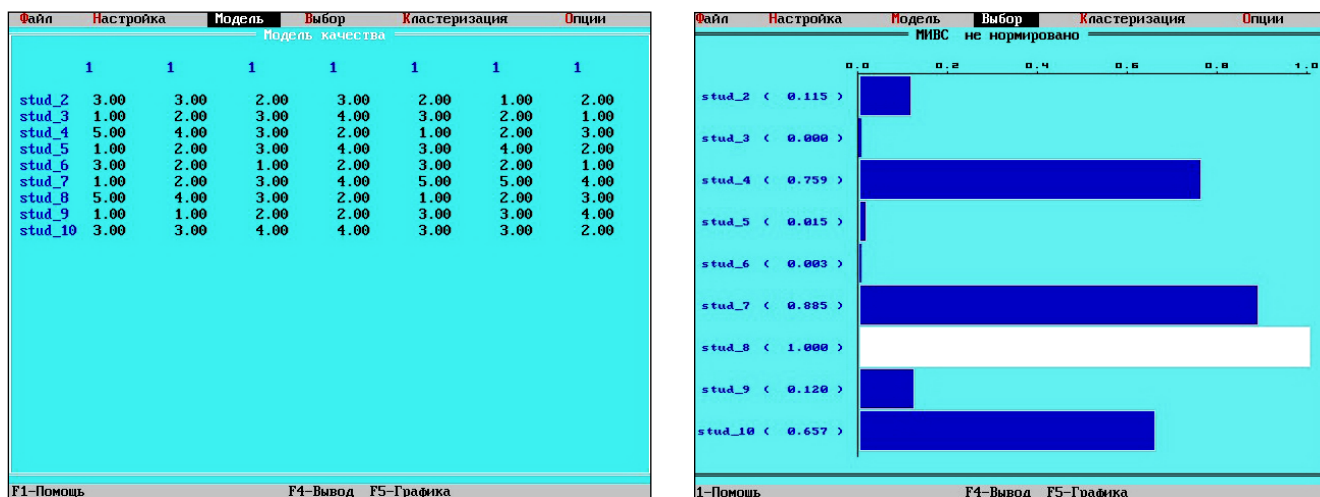 Файл Настройка Модель Выбор Кластеризация Опции
Модель качества
1 1 1 1 1 1 1
stud_2 3.00 3.00 2.00 3.00 2.00 1.00 2.00
stud_3 1.00 2.00 3.00 4.00 3.00 2.00 1.00
stud_4 5.00 4.00 3.00 2.00 1.00 2.00 3.00
stud_5 1.00 2.00 3.00 4.00 3.00 4.00 2.00
stud_6 3.00 2.00 1.00 2.00 3.00 2.00 1.00
stud_7 1.00 2.00 3.00 4.00 5.00 5.00 4.00
stud_8 5.00 4.00 3.00 2.00 1.00 2.00 3.00
stud_9 1.00 1.00 2.00 2.00 3.00 3.00 4.00
stud_10 3.00 3.00 4.00 4.00 3.00 3.00 2.00
F1-Помощь F4-Вывод F5-Графика
Файл Настройка Модель Выбор Кластеризация Опции
МИВС не нормировано
0.0 0.2 0.4 0.6 0.8 1.0
stud_2 ( 0.115 )
stud_3 ( 0.000 )
stud_4 ( 0.759 )
stud_5 ( 0.015 )
stud_6 ( 0.003 )
stud_7 ( 0.885 )
stud_8 ( 1.000 )
stud_9 ( 0.120 )
stud_10 ( 0.657 )
1-Помощь F4-Вывод F5-Графика